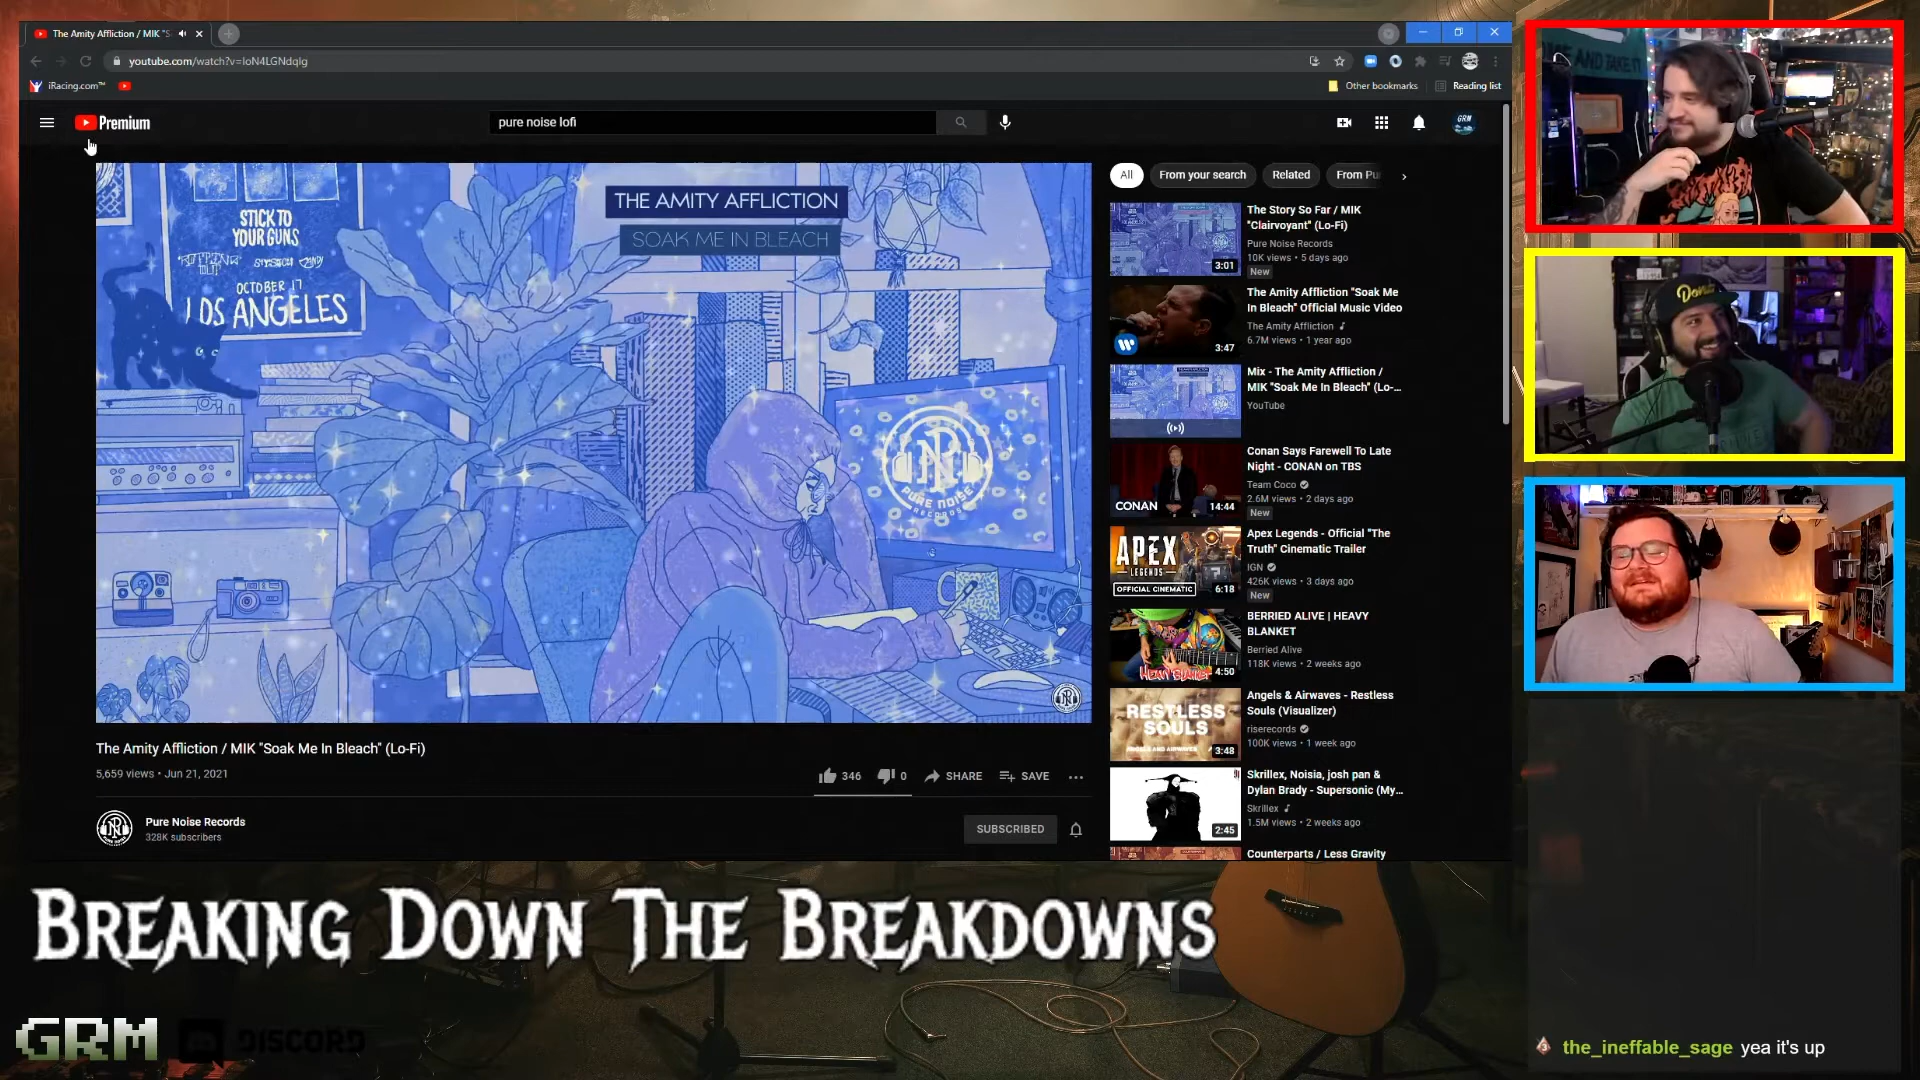 The Amity Affliction / MIK "S
youtube.com/watch?v=IoN4LGNdqIg
iRacing.com™
Other bookmarks
Reading list
Premium
pure noise lofi
GRM
STICK TO
YOUR GUNS
OCTOBER 17
LOS ANGELES
THE AMITY AFFLICTION
SOAK ME IN BLEACH
PURE NOISE
RECORDS
All
From your search
Related
From Pu
The Story So Far / MIK
"Clairvoyant" (Lo-Fi)
Pure Noise Records
10K views • 5 days ago
New
3:01
The Amity Affliction "Soak Me
In Bleach" Official Music Video
The Amity Affliction
6.7M views • 1 year ago
3:47
Mix - The Amity Affliction /
MIK "Soak Me In Bleach" (Lo-...
YouTube
Conan Says Farewell To Late
Night - CONAN on TBS
Team Coco
2.6M views • 2 days ago
New
CONAN
14:44
Apex Legends - Official "The
Truth" Cinematic Trailer
IGN
426K views • 3 days ago
New
APEX
LEGENDS
OFFICIAL CINEMATIC
6:18
BERRIED ALIVE | HEAVY
BLANKET
Berried Alive
118K views • 2 weeks ago
HEAVY BLANKET
4:50
Angels & Airwaves - Restless
Souls (Visualizer)
riserecords
100K views • 1 week ago
RESTLESS
SOULS
ANGELS AND AIRWAVES
3:48
Skrillex, Noisia, josh pan &
Dylan Brady - Supersonic (My...
Skrillex
1.5M views • 2 weeks ago
2:45
Counterparts / Less Gravity
The Amity Affliction / MIK "Soak Me In Bleach" (Lo-Fi)
5,659 views • Jun 21, 2021
346
0
SHARE
SAVE
Pure Noise Records
328K subscribers
SUBSCRIBED
AND TAKE IT
Don't
BREAKING DOWN THE BREAKDOWNS
GRM
DISCORD
the_ineffable_sage yea it's up